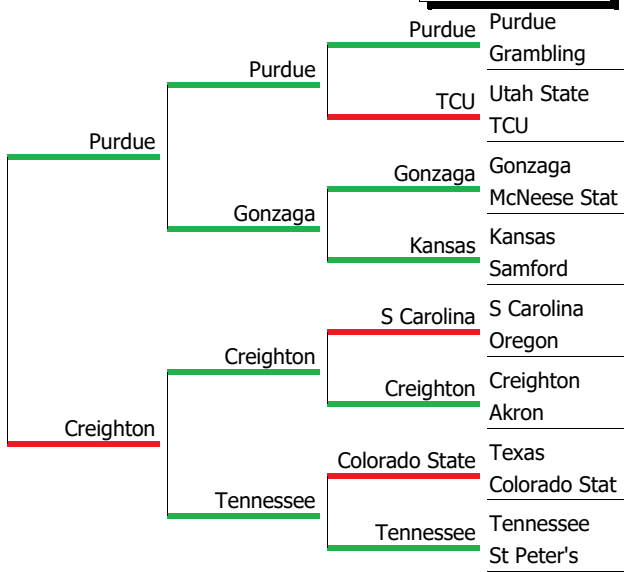 Purdue
Purdue
Grambling
Purdue
TCU
Utah State
TCU
Purdue
Gonzaga
Gonzaga
McNeese Stat
Gonzaga
Kansas
Kansas
Samford
S Carolina
S Carolina
Oregon
Creighton
Creighton
Creighton
Akron
Creighton
Colorado State
Texas
Colorado Stat
Tennessee
Tennessee
Tennessee
St Peter's